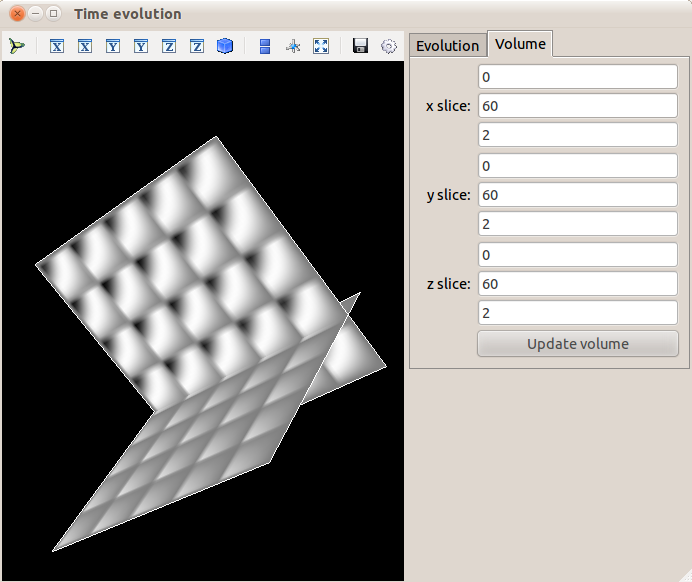 Time evolution
X X Y Y Z Z
Evolution Volume
0
x slice: 60
2
0
y slice: 60
2
0
z slice: 60
2
Update volume